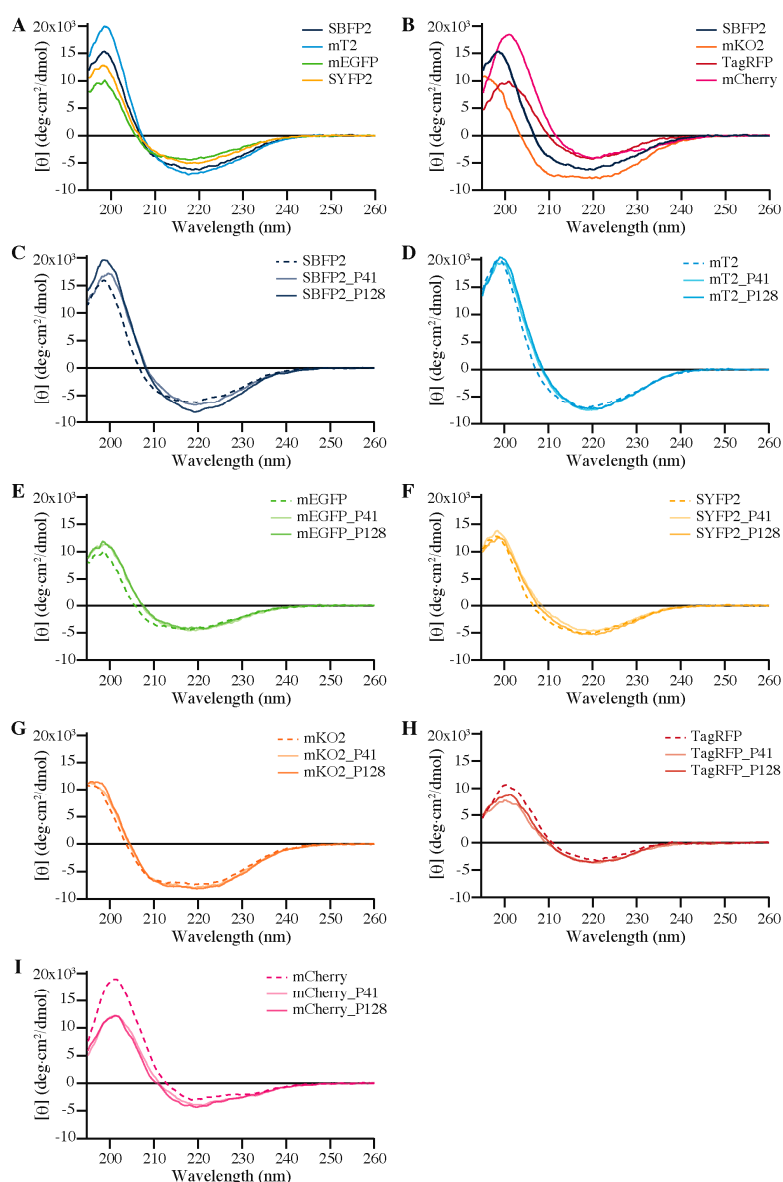 A
20x10³
15
10
5
0
-5
-10
[θ] (deg·cm²/dmol)
200 210 220 230 240 250 260
Wavelength (nm)
SBFP2
mT2
mEGFP
SYFP2
B
20x10³
15
10
5
0
-5
-10
[θ] (deg·cm²/dmol)
200 210 220 230 240 250 260
Wavelength (nm)
SBFP2
mKO2
TagRFP
mCherry
C
20x10³
15
10
5
0
-5
-10
[θ] (deg·cm²/dmol)
200 210 220 230 240 250 260
Wavelength (nm)
SBFP2
SBFP2_P41
SBFP2_P128
D
20x10³
15
10
5
0
-5
-10
[θ] (deg·cm²/dmol)
200 210 220 230 240 250 260
Wavelength (nm)
mT2
mT2_P41
mT2_P128
E
20x10³
15
10
5
0
-5
-10
[θ] (deg·cm²/dmol)
200 210 220 230 240 250 260
Wavelength (nm)
mEGFP
mEGFP_P41
mEGFP_P128
F
20x10³
15
10
5
0
-5
-10
[θ] (deg·cm²/dmol)
200 210 220 230 240 250 260
Wavelength (nm)
SYFP2
SYFP2_P41
SYFP2_P128
G
20x10³
15
10
5
0
-5
-10
[θ] (deg·cm²/dmol)
200 210 220 230 240 250 260
Wavelength (nm)
mKO2
mKO2_P41
mKO2_P128
H
20x10³
15
10
5
0
-5
-10
[θ] (deg·cm²/dmol)
200 210 220 230 240 250 260
Wavelength (nm)
TagRFP
TagRFP_P41
TagRFP_P128
I
20x10³
15
10
5
0
-5
-10
[θ] (deg·cm²/dmol)
200 210 220 230 240 250 260
Wavelength (nm)
mCherry
mCherry_P41
mCherry_P128